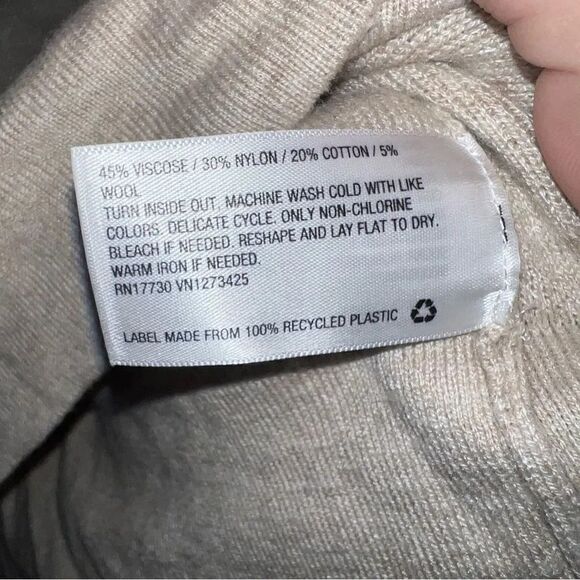 45% VISCOSE / 30% NYLON / 20% COTTON / 5%
WOOL
TURN INSIDE OUT. MACHINE WASH COLD WITH LIKE
COLORS. DELICATE CYCLE. ONLY NON-CHLORINE
BLEACH IF NEEDED. RESHAPE AND LAY FLAT TO DRY.
WARM IRON IF NEEDED.
RN17730 VN1273425
LABEL MADE FROM 100% RECYCLED PLASTIC